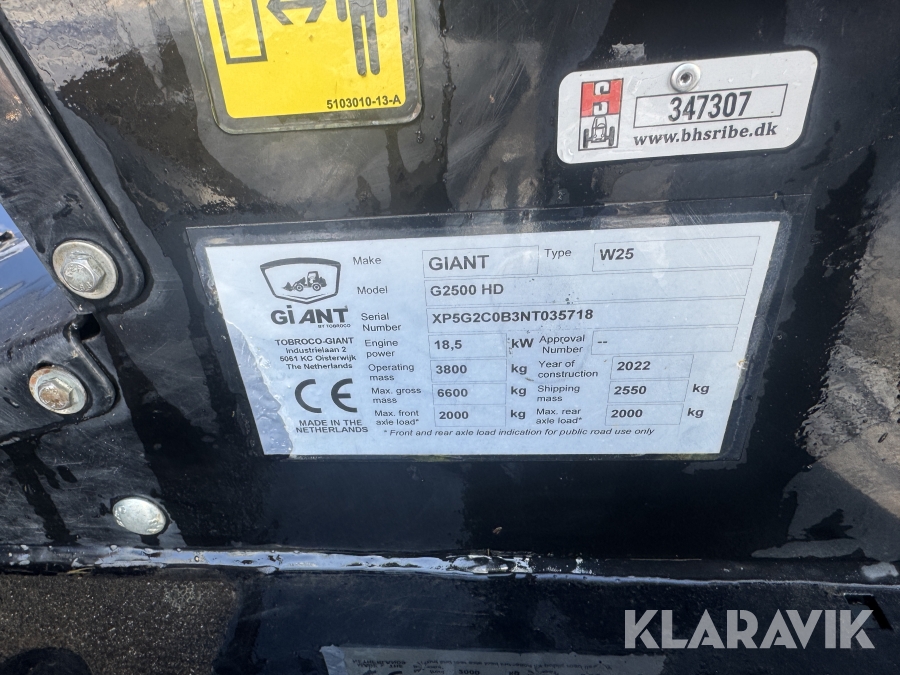 5103010-13-A
HS
347307
www.bhsribe.dk
Make GIANT Type W25
Model G2500 HD
GiANT
BY TOBROCO
Serial Number XP5G2C0B3NT035718
TOBROCO-GIANT
Industrielaan 2
5061 KC Oisterwijk
The Netherlands
Engine power 18,5 kW Approval Number --
Operating mass 3800 kg Year of construction 2022
Max. gross mass 6600 kg Shipping mass 2550 kg
Max. front axle load* 2000 kg Max. rear axle load* 2000 kg
CE
MADE IN THE
NETHERLANDS
* Front and rear axle load indication for public road use only
KLARAVIK